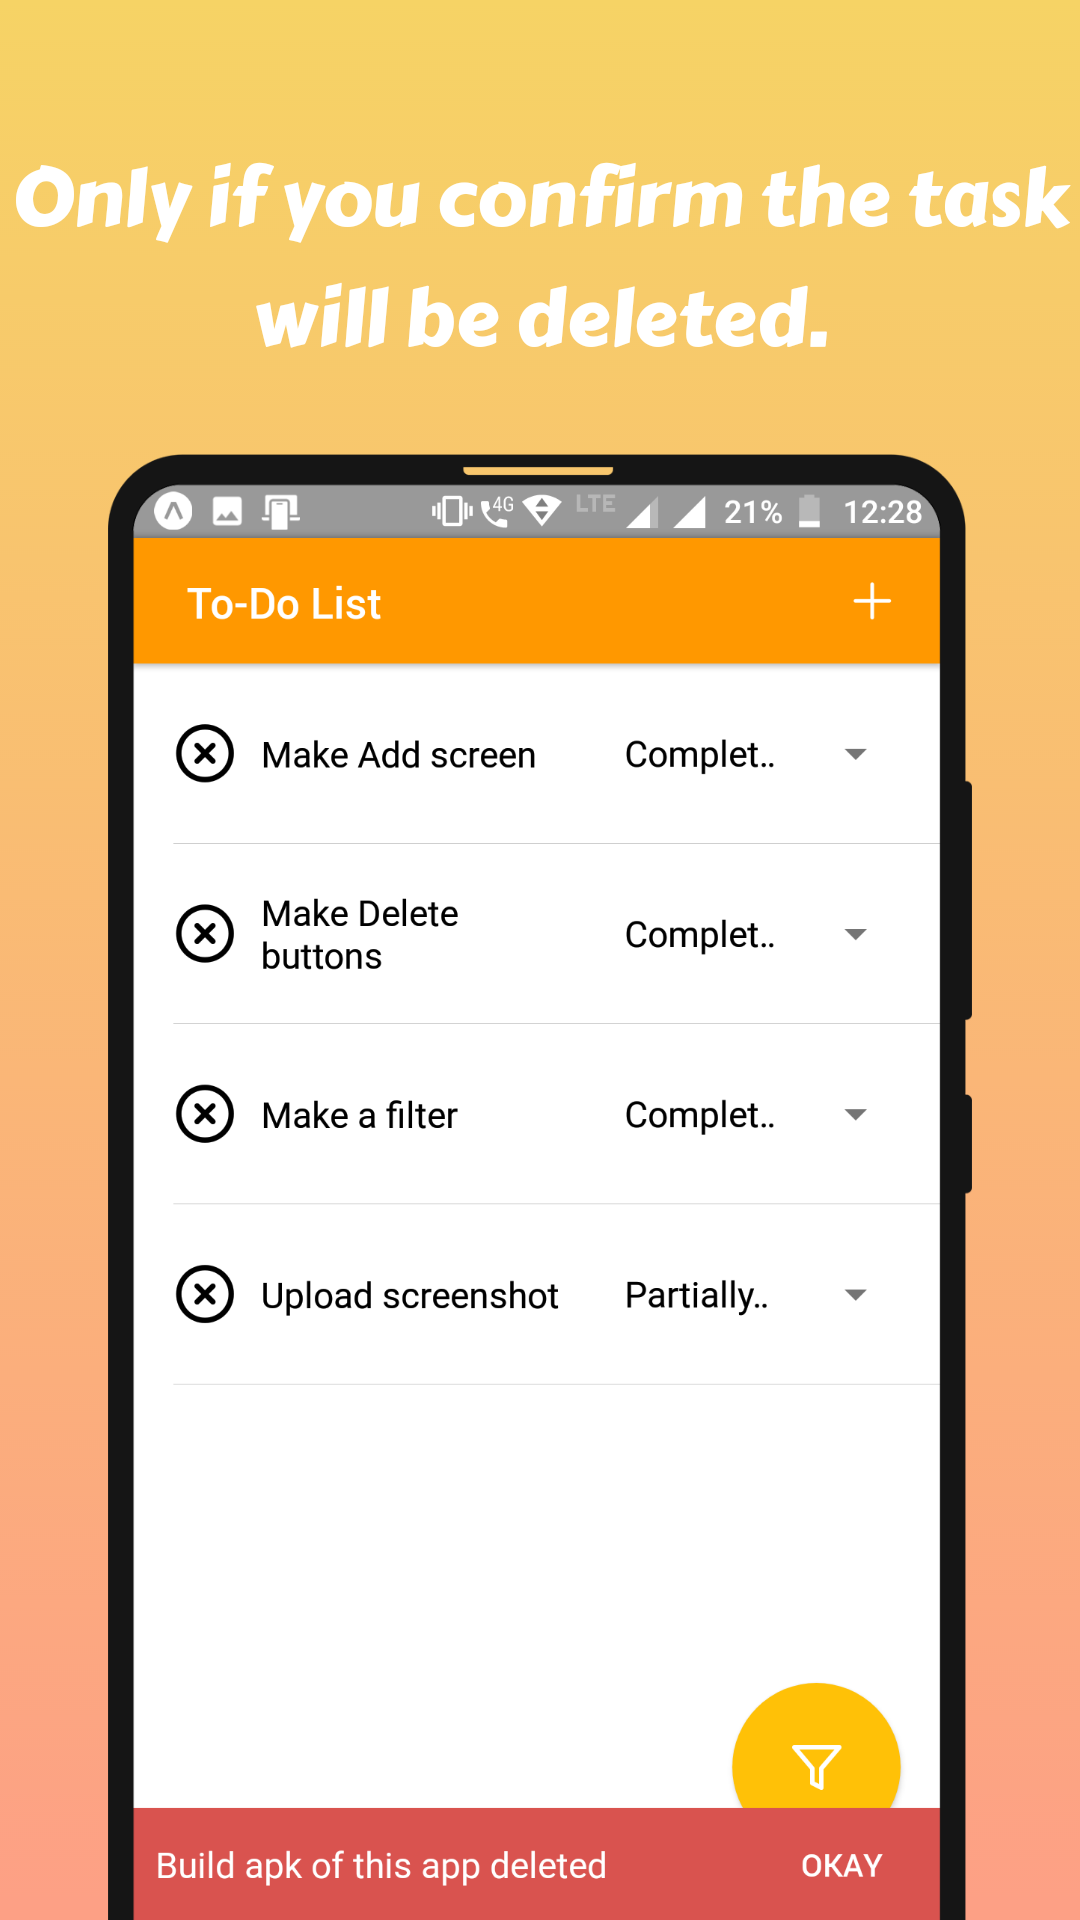 Only if you confirm the task
will be deleted.
4G LTE 21% 12:28
To-Do List
Make Add screen Complet..
Make Delete
buttons Complet..
Make a filter Complet..
Upload screenshot Partially..
Build apk of this app deleted OKAY